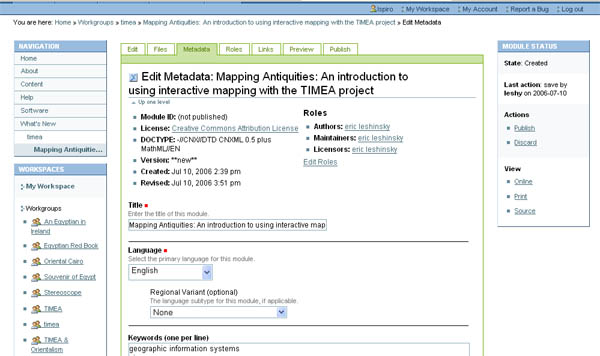 lspiro My Workspace My Account Report a Bug Log out
You are here: Home » Workgroups » timea » Mapping Antiquities: An introduction to using interactive mapping with the TIMEA project » Edit Metadata
NAVIGATION
Home
About
Content
Help
Software
What's New
timea
Mapping Antiquitie...
WORKSPACES
My Workspace
Workgroups
An Egyptian in
Ireland
Egyptian Red Book
Oriental Cairo
Souvenir of Egypt
Stereoscope
TIMEA
timea
TIMEA &
Orientalism
Edit Files Metadata Roles Links Preview Publish
Edit Metadata: Mapping Antiquities: An introduction to
using interactive mapping with the TIMEA project
Up one level
Module ID: (not published)
License: Creative Commons Attribution License
DOCTYPE: -//CNX//DTD CNXML 0.5 plus
MathML//EN
Version: **new**
Created: Jul 10, 2006 2:39 pm
Revised: Jul 10, 2006 3:51 pm
Roles
Authors: eric leshinsky
Maintainers: eric leshinsky
Licensors: eric leshinsky
Edit Roles
Title
Enter the title of this module.
Mapping Antiquities: An introduction to using interactive map
Language
Select the primary language for this module.
English
Regional Variant (optional)
The language subtype for this module, if applicable.
None
Keywords (one per line)
geographic information systems
MODULE STATUS
State: Created
Last action: save by
leshy on 2006-07-10
Actions
Publish
Discard
View
Online
Print
Source